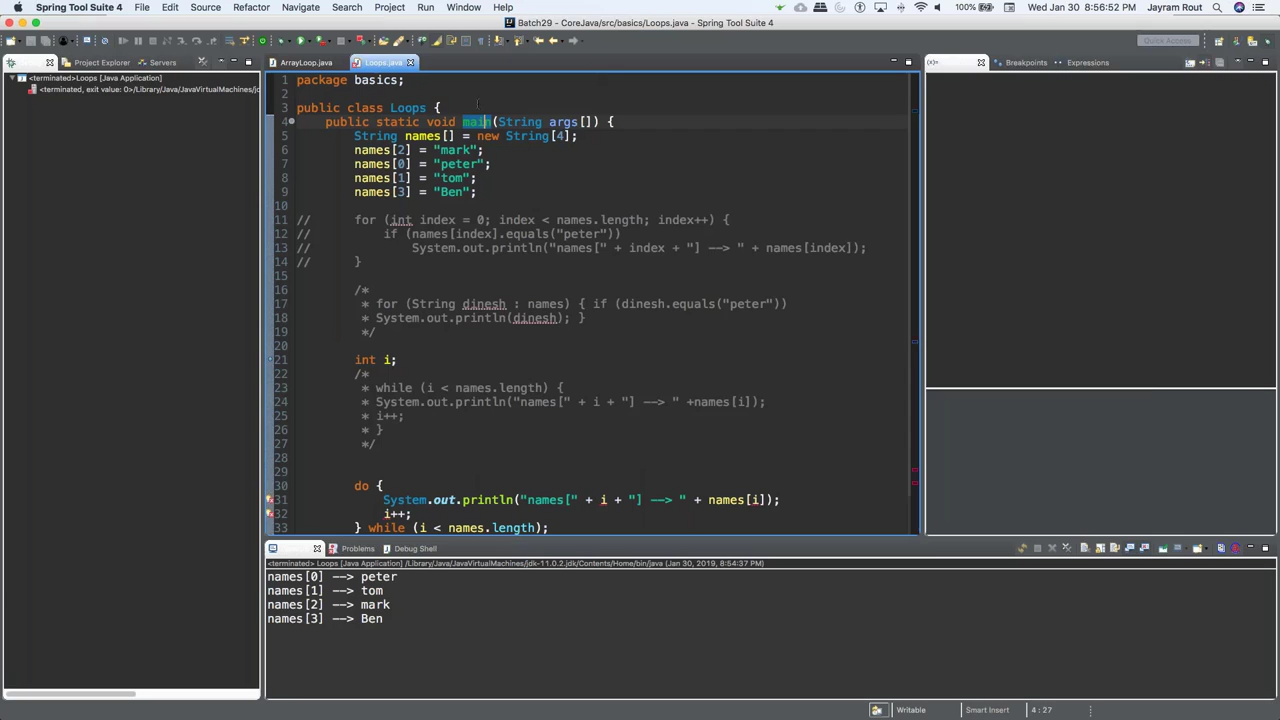 Spring Tool Suite 4 File Edit Source Refactor Navigate Search Project Run Window Help 100% Wed Jan 30 8:56:52 PM Jayram Rout
Batch29 - CoreJava/src/basics/Loops.java - Spring Tool Suite 4
Quick Access
Project Explorer Servers
ArrayLoop.java Loops.java
(x)= Breakpoints Expressions
<terminated>Loops [Java Application]
<terminated, exit value: 0>/Library/Java/JavaVirtualMachines/jd
1 package basics;
2
3 public class Loops {
4 public static void main(String args[]) {
5 String names[] = new String[4];
6 names[2] = "mark";
7 names[0] = "peter";
8 names[1] = "tom";
9 names[3] = "Ben";
10
11 // for (int index = 0; index < names.length; index++) {
12 // if (names[index].equals("peter"))
13 // System.out.println("names[" + index + "] --> " + names[index]);
14 // }
15
16 /*
17 * for (String dinesh : names) { if (dinesh.equals("peter"))
18 * System.out.println(dinesh); }
19 */
20
21 int i;
22 /*
23 * while (i < names.length) {
24 * System.out.println("names[" + i + "] --> " +names[i]);
25 * i++;
26 * }
27 */
28
29
30 do {
31 System.out.println("names[" + i + "] --> " + names[i]);
32 i++;
33 } while (i < names.length);
Problems Debug Shell
<terminated> Loops [Java Application] /Library/Java/JavaVirtualMachines/jdk-11.0.2.jdk/Contents/Home/bin/java (Jan 30, 2019, 8:54:37 PM)
names[0] --> peter
names[1] --> tom
names[2] --> mark
names[3] --> Ben
Writable Smart Insert 4 : 27